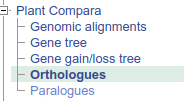 Plant Compara
Genomic alignments
Gene tree
Gene gain/loss tree
Orthologues
Paralogues